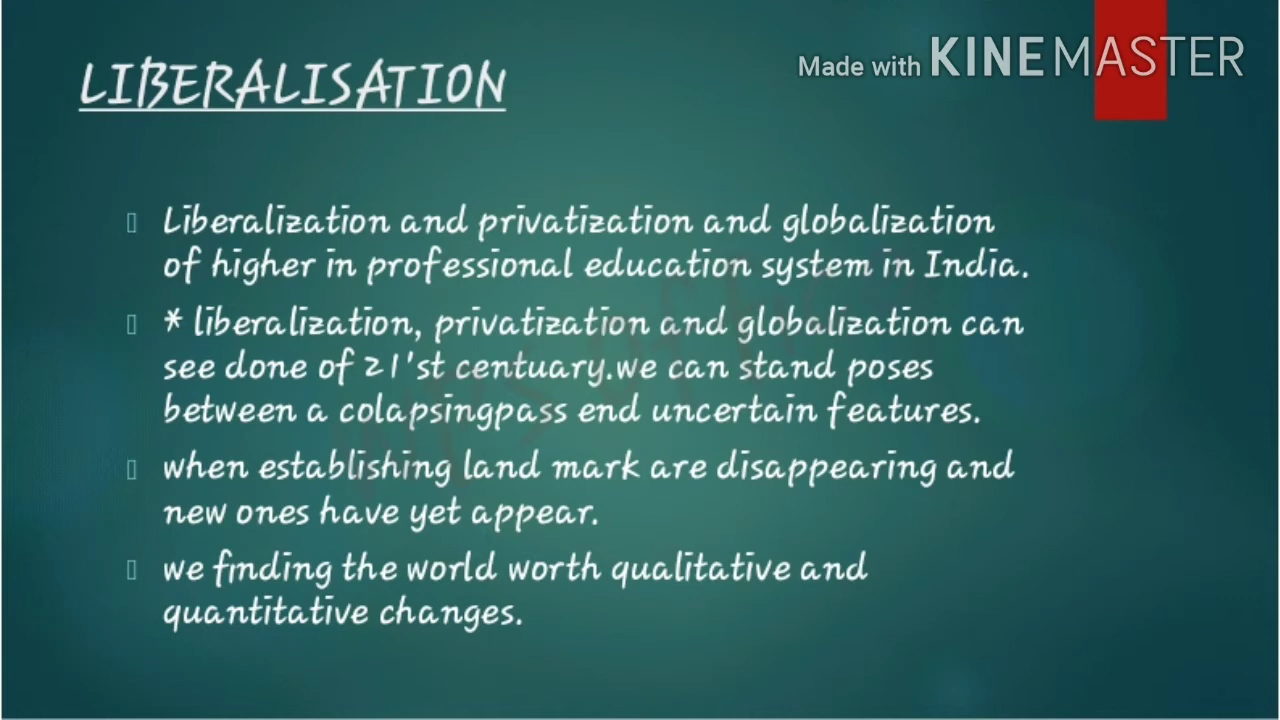 LIBERALISATION
Made with KINEMASTER
Liberalization and privatization and globalization
of higher in professional education system in India.
* liberalization, privatization and globalization can
see done of 21'st centuary.we can stand poses
between a colapsingpass end uncertain features.
when establishing land mark are disappearing and
new ones have yet appear.
we finding the world worth qualitative and
quantitative changes.